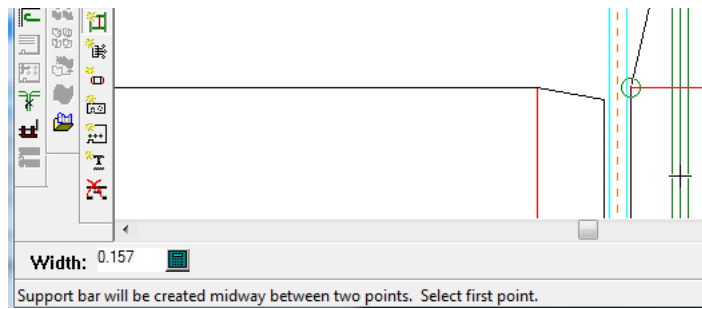 Width: 0.157
Support bar will be created midway between two points.  Select first point.